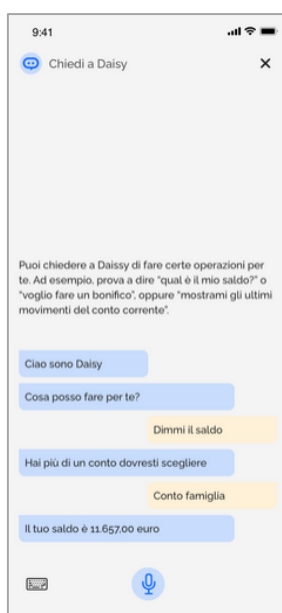 9:41
Chiedi a Daisy
Puoi chiedere a Daissy di fare certe operazioni per
te. Ad esempio, prova a dire “qual è il mio saldo?” o
“voglio fare un bonifico”, oppure “mostrami gli ultimi
movimenti del conto corrente”.
Ciao sono Daisy
Cosa posso fare per te?
Dimmi il saldo
Hai più di un conto dovresti scegliere
Conto famiglia
Il tuo saldo è 11.657,00 euro